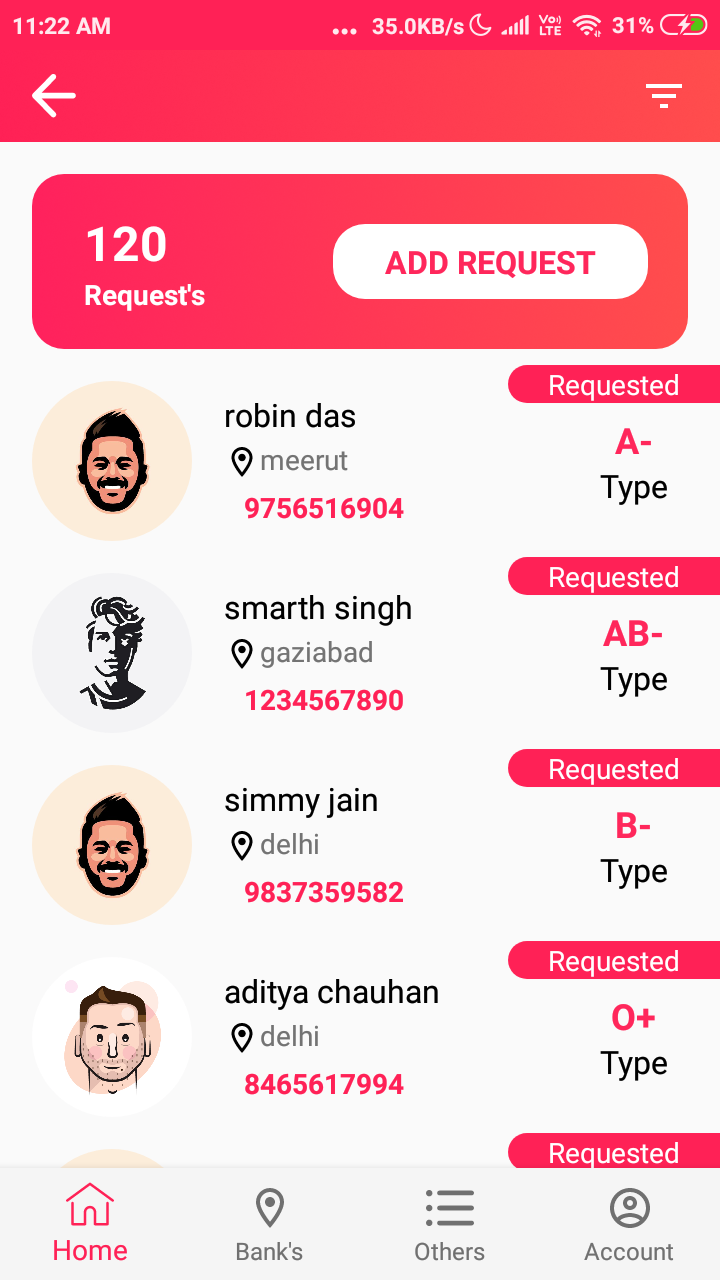 11:22 AM ... 35.0KB/s Vo) LTE 31%
120
Request's
ADD REQUEST
Requested
robin das
A-
meerut
Type
9756516904
Requested
smarth singh
AB-
gaziabad
Type
1234567890
Requested
simmy jain
B-
delhi
Type
9837359582
Requested
aditya chauhan
O+
delhi
Type
8465617994
Requested
Home
Bank's
Others
Account